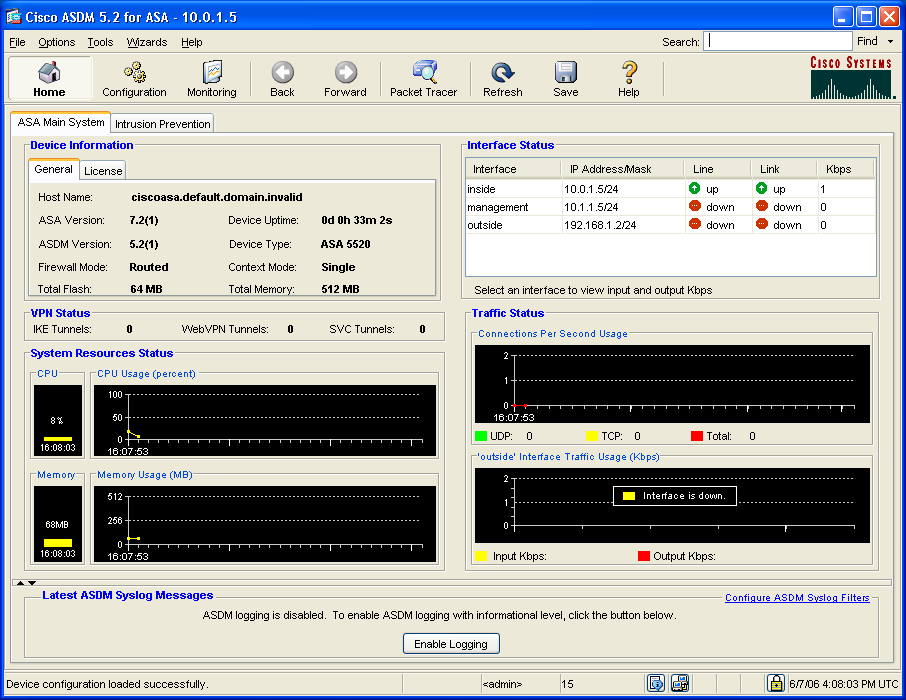 Cisco ASDM 5.2 for ASA - 10.0.1.5
File Options Tools Wizards Help Search: Find
Home Configuration Monitoring Back Forward Packet Tracer Refresh Save Help
CISCO SYSTEMS
ASA Main System Intrusion Prevention
Device Information
General License
Host Name: ciscoasa.default.domain.invalid
ASA Version: 7.2(1) Device Uptime: 0d 0h 33m 2s
ASDM Version: 5.2(1) Device Type: ASA 5520
Firewall Mode: Routed Context Mode: Single
Total Flash: 64 MB Total Memory: 512 MB
Interface Status
Interface IP Address/Mask Line Link Kbps
inside 10.0.1.5/24 up up 1
management 10.1.1.5/24 down down 0
outside 192.168.1.2/24 down down 0
Select an interface to view input and output Kbps
VPN Status
IKE Tunnels: 0 WebVPN Tunnels: 0 SVC Tunnels: 0
System Resources Status
CPU
8%
16:08:03
CPU Usage (percent)
100
50
0
16:07:53
Memory
68MB
16:08:03
Memory Usage (MB)
512
256
0
16:07:53
Traffic Status
Connections Per Second Usage
2
1
0
16:07:53
UDP: 0 TCP: 0 Total: 0
'outside' Interface Traffic Usage (Kbps)
2
1
0
Interface is down.
Input Kbps: Output Kbps:
Latest ASDM Syslog Messages
Configure ASDM Syslog Filters
ASDM logging is disabled. To enable ASDM logging with informational level, click the button below.
Enable Logging
Device configuration loaded successfully. <admin> 15 6/7/06 4:08:03 PM UTC